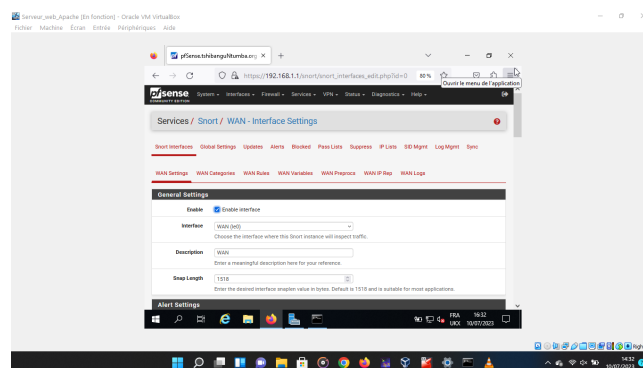 Serveur_web_Apache [En fonction] - Oracle VM VirtualBox
Fichier Machine Écran Entrée Périphériques Aide
pfSense.tshibenguNtumba.org
https://192.168.1.1/snort/snort_interfaces_edit.php?id=0 80 %
Ouvrir le menu de l'application
pfsense System Interfaces Firewall Services VPN Status Diagnostics Help
COMMUNITY EDITION
Services / Snort / WAN - Interface Settings
Snort Interfaces Global Settings Updates Alerts Blocked Pass Lists Suppress IP Lists SID Mgmt Log Mgmt Sync
WAN Settings WAN Categories WAN Rules WAN Variables WAN Preprocs WAN IP Rep WAN Logs
General Settings
Enable Enable interface
Interface WAN (le0)
Choose the interface where this Snort instance will inspect traffic.
Description WAN
Enter a meaningful description here for your reference.
Snap Length 1518
Enter the desired interface snaplen value in bytes. Default is 1518 and is suitable for most applications.
Alert Settings
FRA 16:32
UKX 10/07/2023
Righ
14:32
10/07/2023